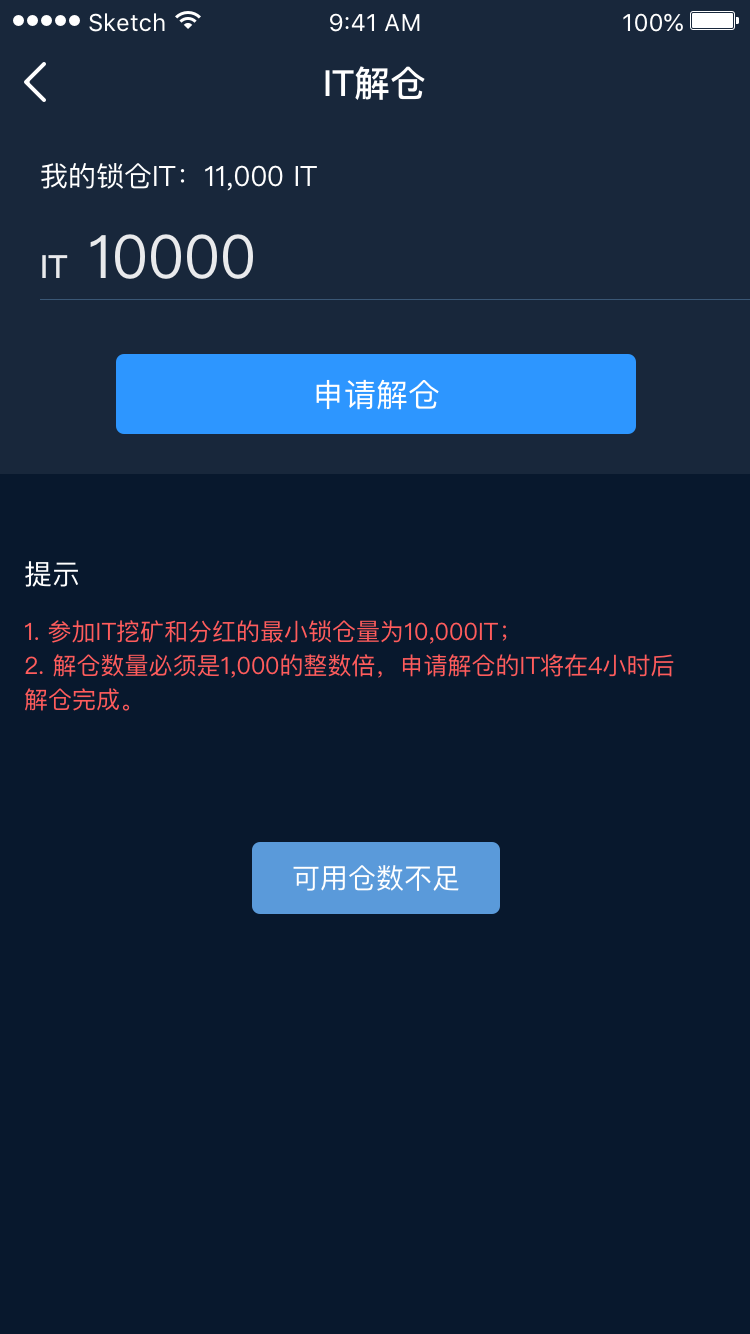 Sketch 9:41 AM 100%
IT解仓
我的锁仓IT：11,000 IT
IT 10000
申请解仓
提示
1. 参加IT挖矿和分红的最小锁仓量为10,000IT；
2. 解仓数量必须是1,000的整数倍，申请解仓的IT将在4小时后
解仓完成。
可用仓数不足